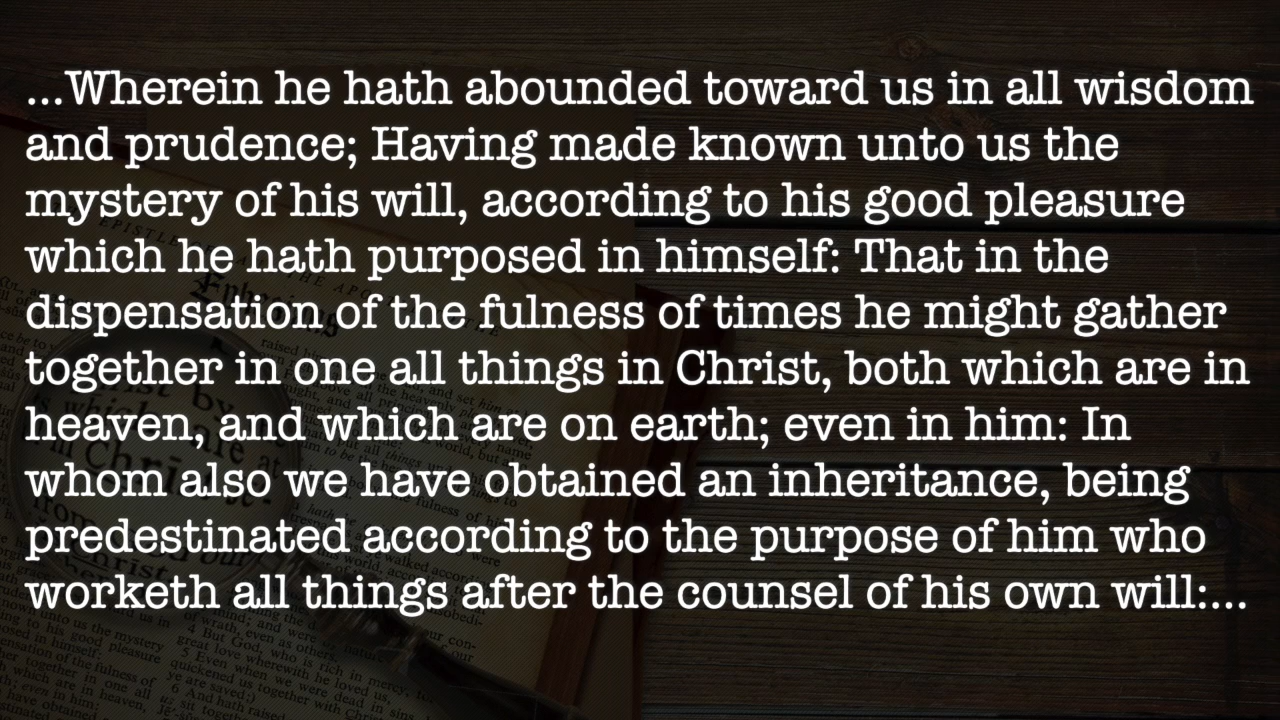 ...Wherein he hath abounded toward us in all wisdom
and prudence; Having made known unto us the
mystery of his will, according to his good pleasure
which he hath purposed in himself: That in the
dispensation of the fulness of times he might gather
together in one all things in Christ, both which are in
heaven, and which are on earth; even in him: In
whom also we have obtained an inheritance, being
predestinated according to the purpose of him who
worketh all things after the counsel of his own will:...